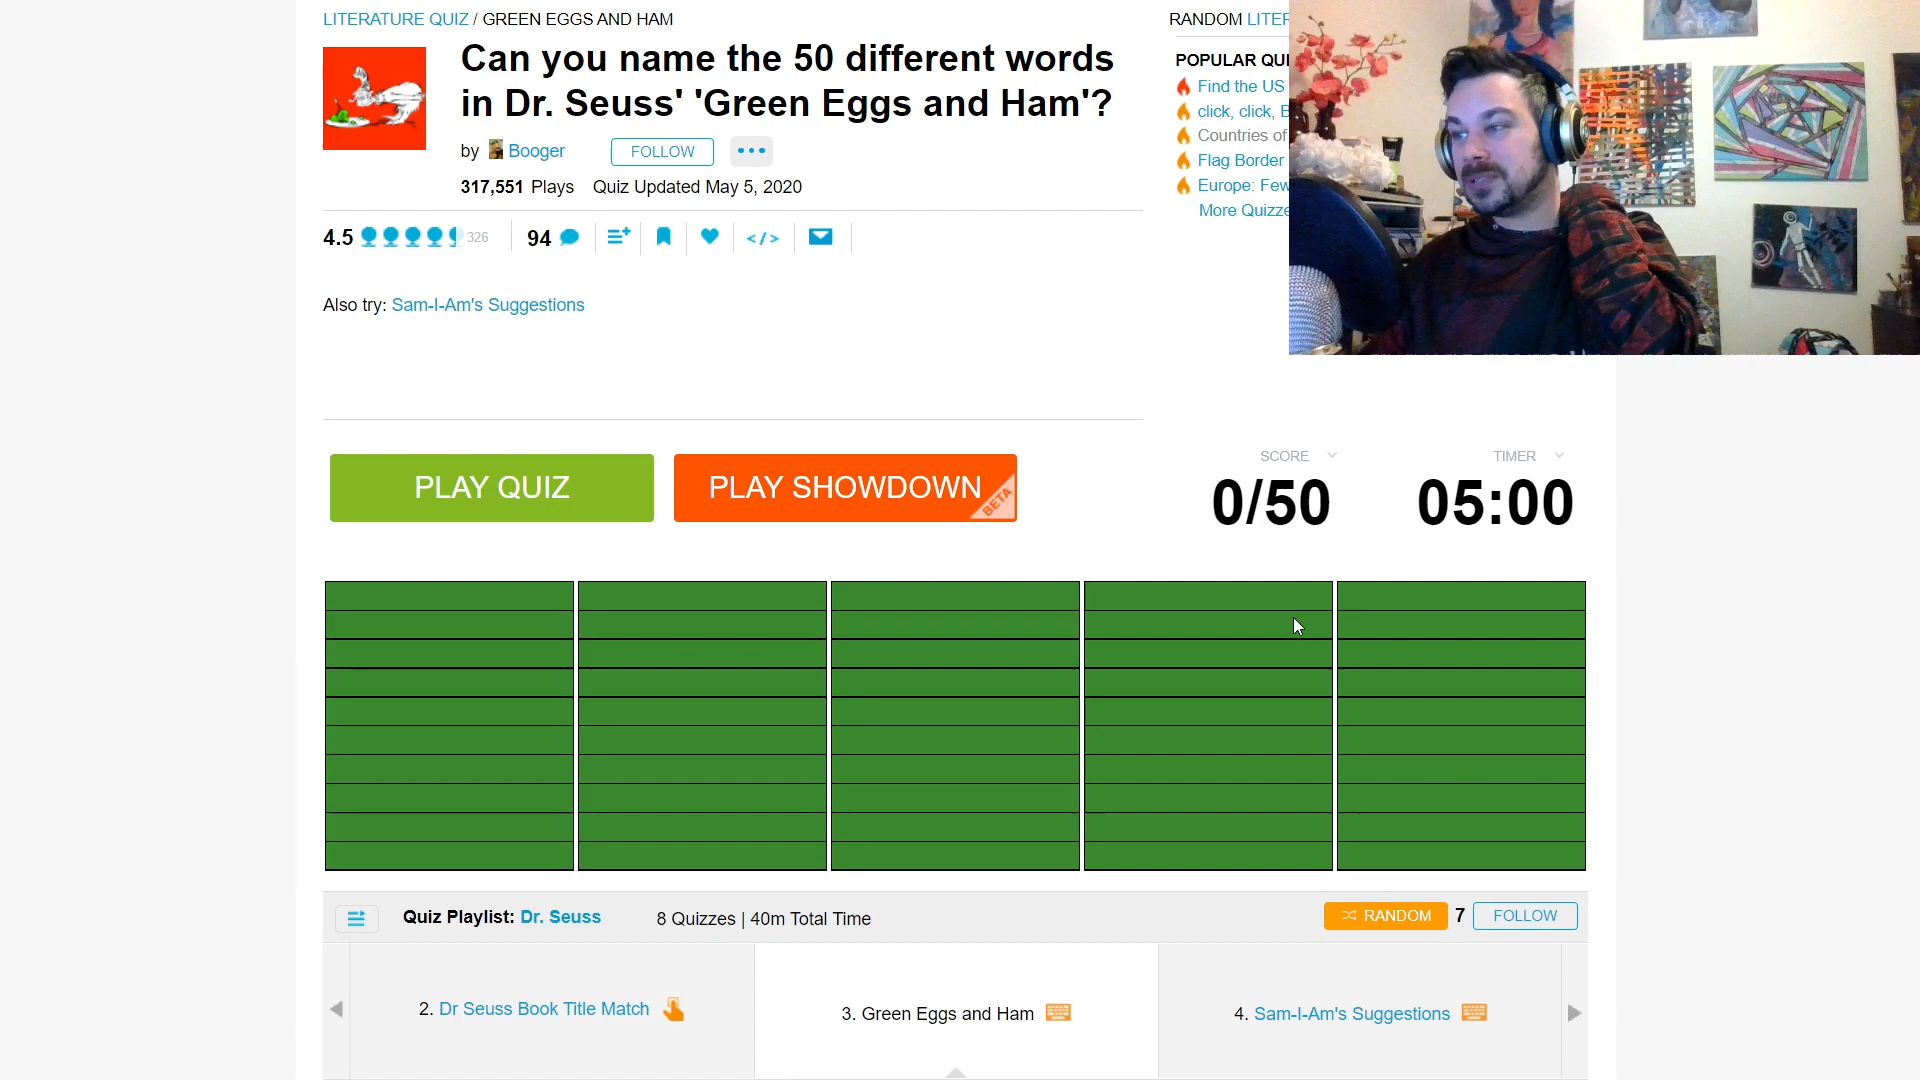 LITERATURE QUIZ / GREEN EGGS AND HAM
Can you name the 50 different words
in Dr. Seuss' 'Green Eggs and Ham'?
by Booger FOLLOW
317,551 Plays Quiz Updated May 5, 2020
4.5 326 94 </>
Also try: Sam-I-Am's Suggestions
RANDOM LITER
POPULAR QUI
Find the US
click, click, B
Countries of
Flag Border
Europe: Few
More Quizze
PLAY QUIZ
PLAY SHOWDOWN
BETA
SCORE
0/50
TIMER
05:00
Quiz Playlist: Dr. Seuss 8 Quizzes | 40m Total Time RANDOM 7 FOLLOW
2. Dr Seuss Book Title Match
3. Green Eggs and Ham
4. Sam-I-Am's Suggestions